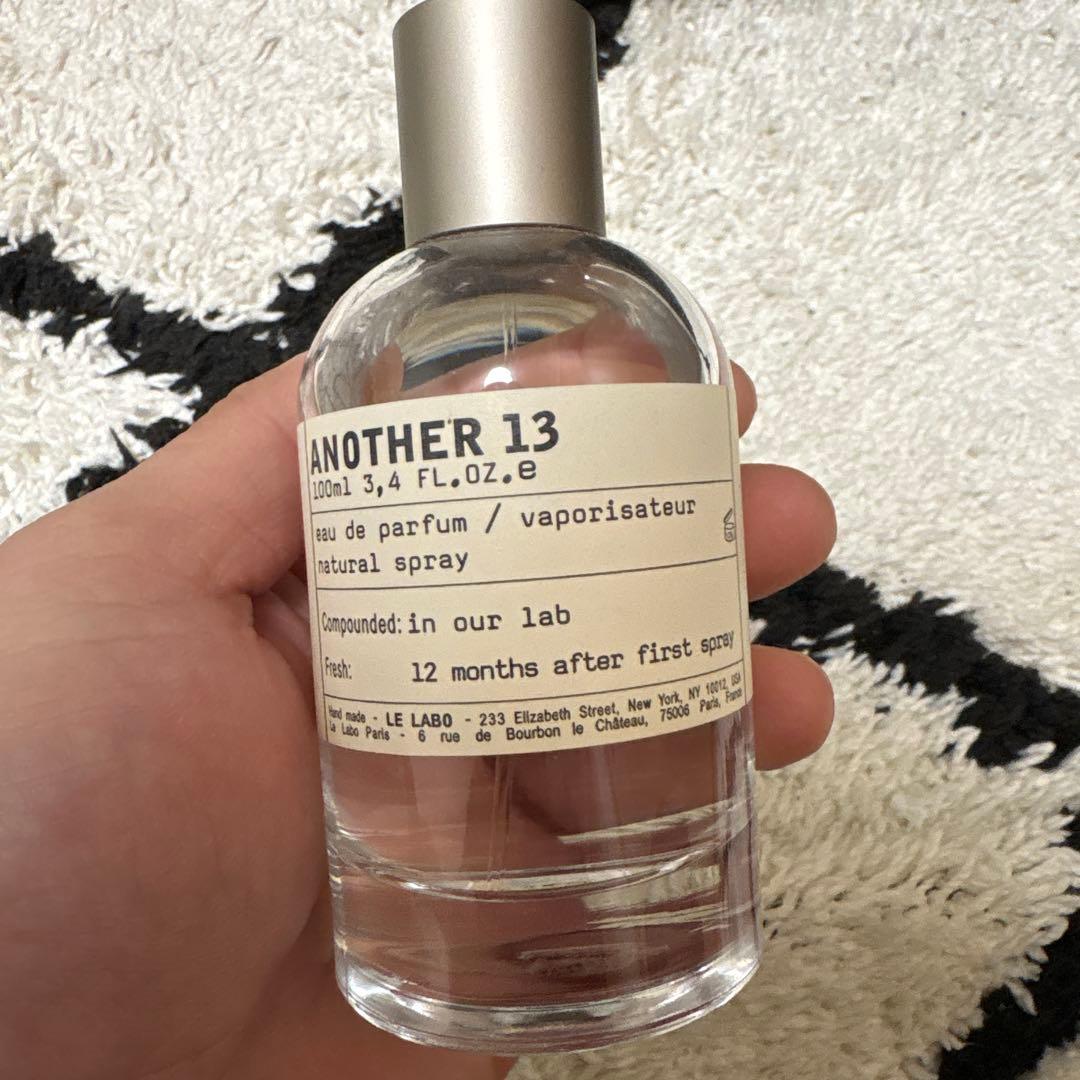 ANOTHER 13
100ml 3,4 FL.OZ.e
eau de parfum / vaporisateur
natural spray
Compounded: in our lab
Fresh: 12 months after first spray
Hand made - LE LABO - 233 Elizabeth Street, New York, NY 10012, USA
Le Labo Paris - 6 rue de Bourbon le Château, 75006 Paris, France